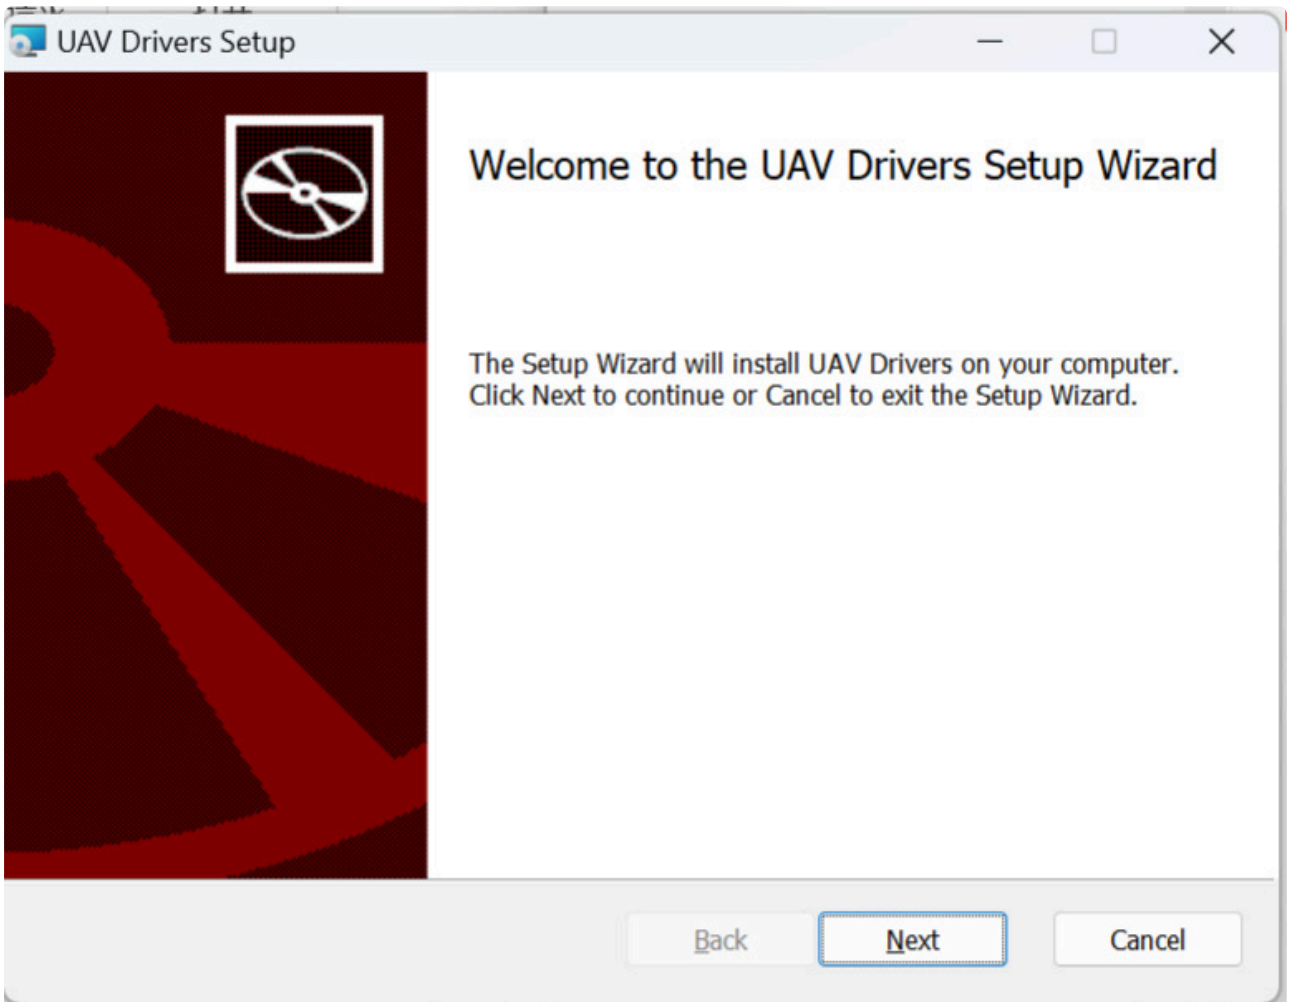 UAV Drivers Setup
Welcome to the UAV Drivers Setup Wizard
The Setup Wizard will install UAV Drivers on your computer.
Click Next to continue or Cancel to exit the Setup Wizard.
Back
Next
Cancel